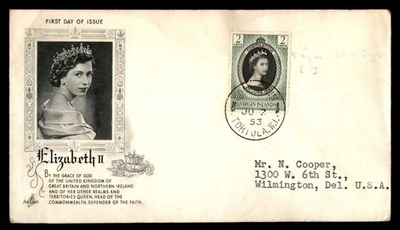 FIRST DAY OF ISSUE
2 2
VIRGIN ISLANDS
JU 2
53
TORTOLA.B.V.I.
Elizabeth II
BY THE GRACE OF GOD
OF THE UNITED KINGDOM OF
GREAT BRITAIN AND NORTHERN IRELAND
AND OF HER OTHER REALMS AND
TERRITORIES QUEEN, HEAD OF THE
COMMONWEALTH, DEFENDER OF THE FAITH.
Mr. N. Cooper,
1300 W. 6th St.,
Wilmington, Del. U.S.A.